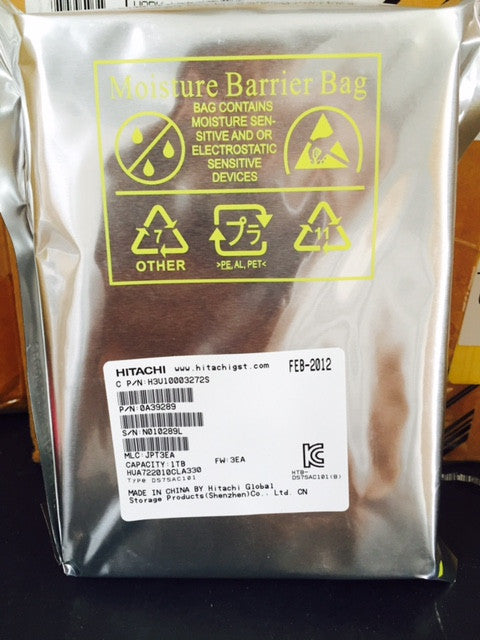 Moisture Barrier Bag
BAG CONTAINS
MOISTURE SEN-
SITIVE AND OR
ELECTROSTATIC
SENSITIVE
DEVICES
7
OTHER
プラ
>PE, AL, PET<
11
HITACHI www.hitachigst.com FEB-2012
C P/N:H3U10003272S
P/N:0A39289
S/N:N010289L
MLC:JPT3EA
CAPACITY:1TB FW:3EA
HUA722010CLA330
TYPE DS7SAC101
HTB-
DS7SAC101(B)
MADE IN CHINA BY Hitachi Global
Storage Products(Shenzhen)Co., Ltd. CN